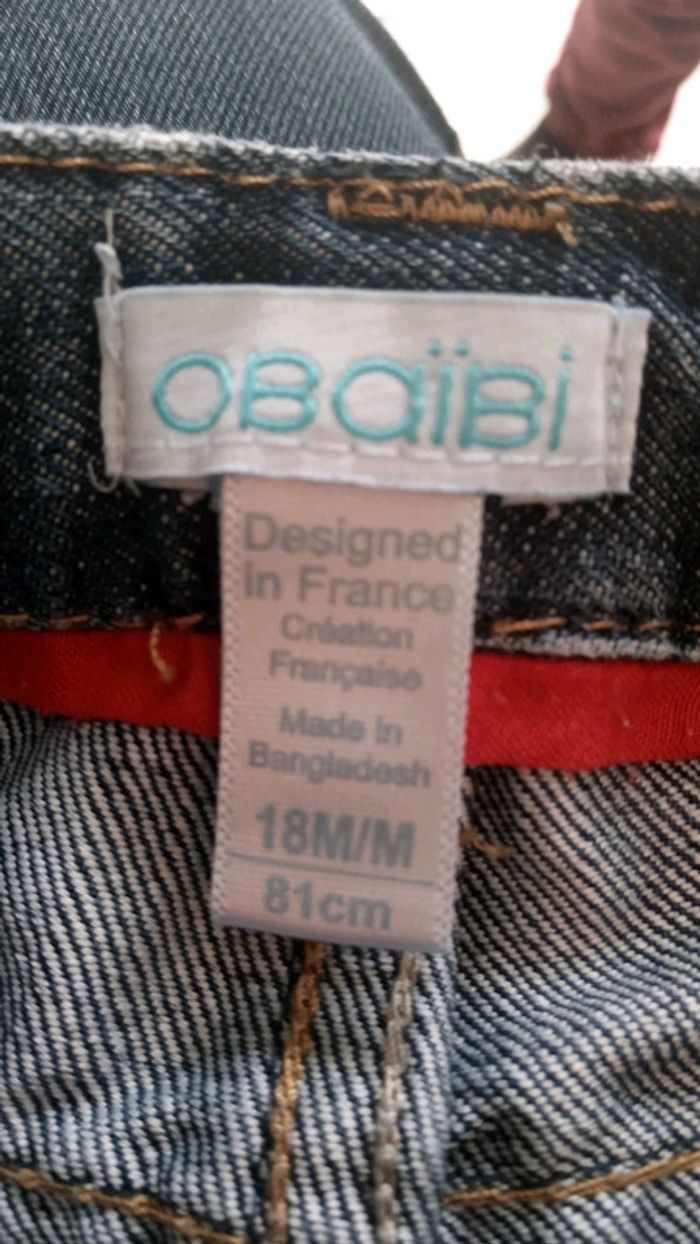 OBAÏBI
Designed
in France
Création
Française
Made in
Bangladesh
18M/M
81cm